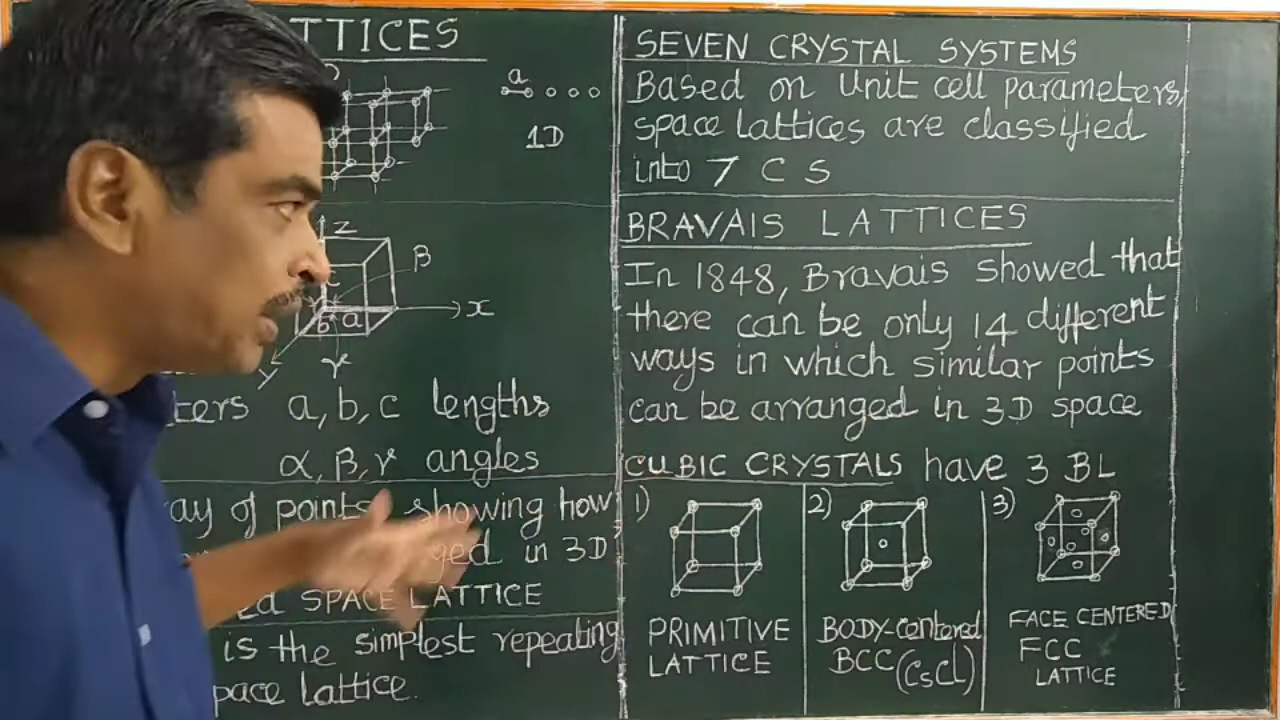 TTICES
a
1D
Z
β
x
b a
y
γ
ters a, b, c lengths
α, β, γ angles
ay of points showing how
ged in 3D,
ed SPACE LATTICE
is the simplest repeating
pace lattice.
SEVEN CRYSTAL SYSTEMS
Based on unit cell parameters,
space lattices are classified
into 7 C S
BRAVAIS LATTICES
In 1848, Bravais showed that
there can be only 14 different
ways in which similar points
can be arranged in 3D space
CUBIC CRYSTALS have 3 BL
1) 2) 3)
PRIMITIVE
LATTICE
BODY-centered
BCC (CsCl)
FACE CENTERED
FCC
LATTICE